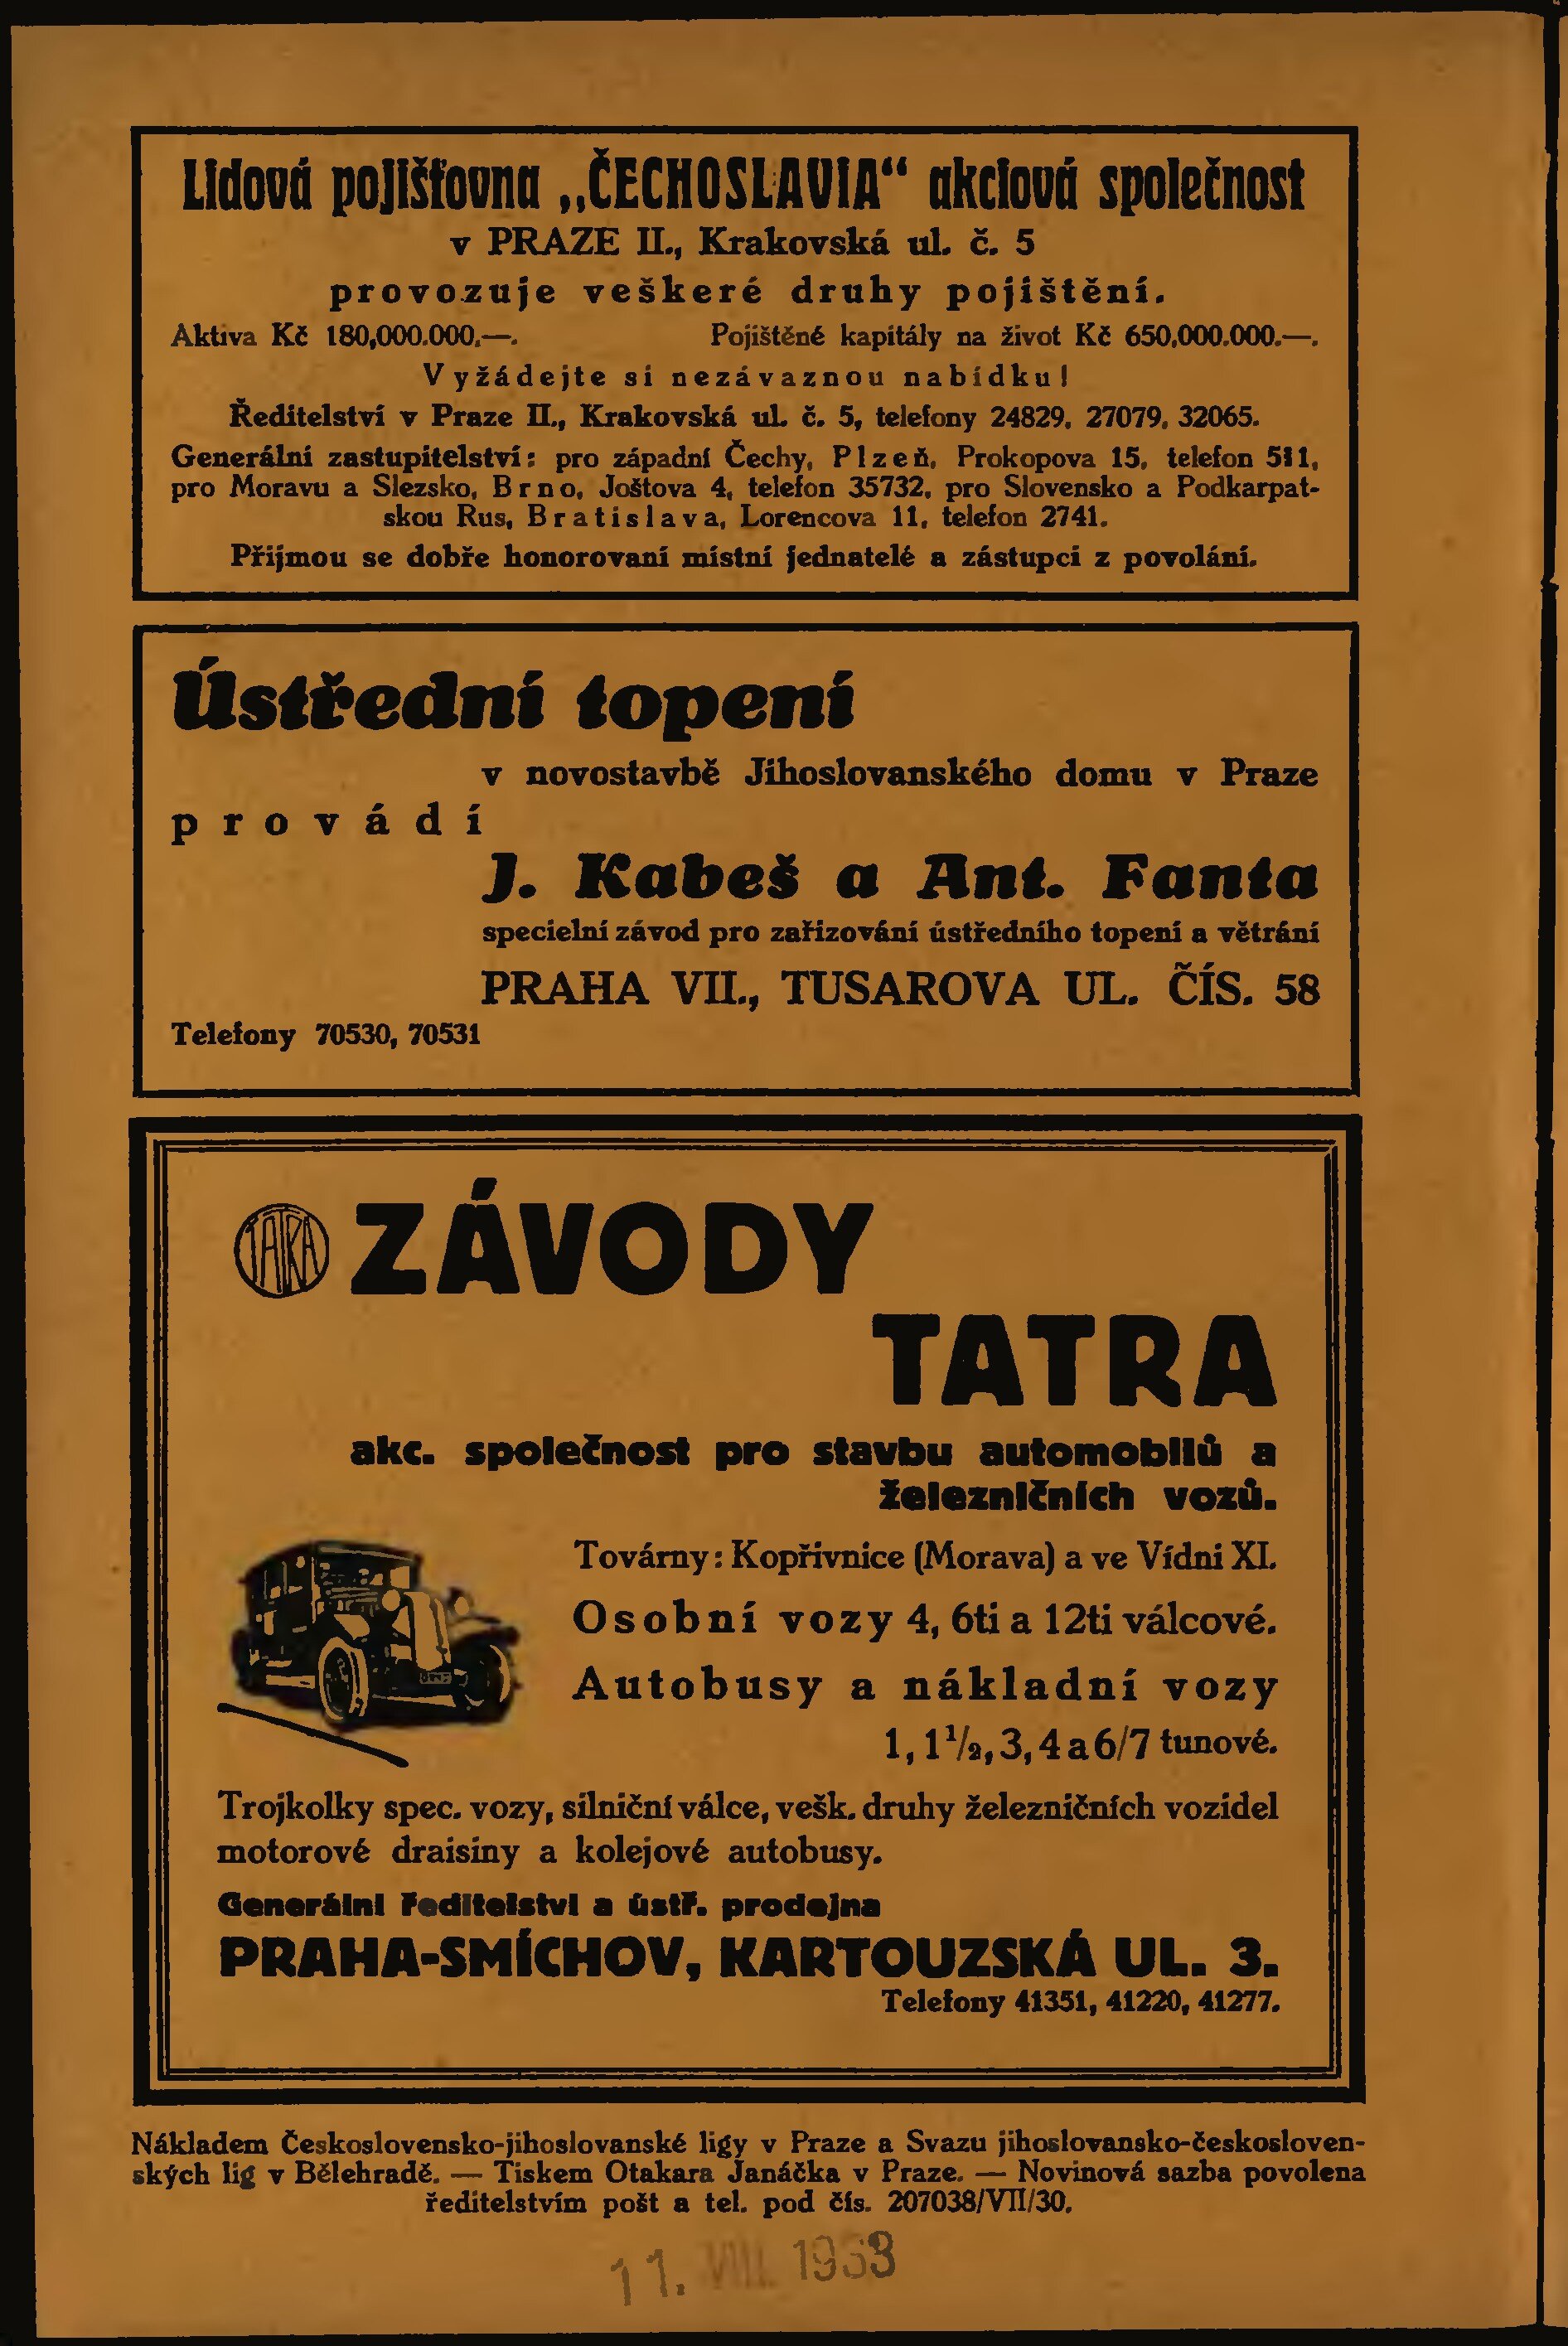 Lidová pojišťovna „ČECHOSLAVIA“ akciová společnost
v PRAZE II., Krakovská ul. č. 5
provozuje veškeré druhy pojištění.
Aktiva Kč 180,000.000.—. Pojištěné kapitály na život Kč 650,000.000.—.
Vyžádejte si nezávaznou nabídku!
Ředitelství v Praze II., Krakovská ul. č. 5, telefony 24829, 27079, 32065.
Generální zastupitelství: pro západní Čechy, Plzeň, Prokopova 15, telefon 511,
pro Moravu a Slezsko, Brno, Joštova 4, telefon 35732, pro Slovensko a Podkarpat-
skou Rus, Bratislava, Lorencova 11, telefon 2741.
Přijmou se dobře honorovaní místní jednatelé a zástupci z povolání.
Ústřední topení
v novostavbě Jihoslovanského domu v Praze
provádí
J. Kabeš a Ant. Fanta
specielní závod pro zařizování ústředního topení a větrání
PRAHA VII., TUSAROVA UL. ČÍS. 58
Telefony 70530, 70531
TATRA ZÁVODY
TATRA
akc. společnost pro stavbu automobilů a
železničních vozů.
Továrny: Kopřivnice (Morava) a ve Vídni XI.
Osobní vozy 4, 6ti a 12ti válcové.
Autobusy a nákladní vozy
1, 1¹/₂, 3, 4 a 6/7 tunové.
Trojkolky spec. vozy, silniční válce, vešk. druhy železničních vozidel
motorové draisiny a kolejové autobusy.
Generální ředitelství a ústř. prodejna
PRAHA-SMÍCHOV, KARTOUZSKÁ UL. 3.
Telefony 41351, 41220, 41277.
Nákladem Československo-jihoslovanské ligy v Praze a Svazu jihoslovansko-českosloven-
ských lig v Bělehradě. — Tiskem Otakara Janáčka v Praze. — Novinová sazba povolena
ředitelstvím pošt a tel. pod čís. 207038/VII/30.
11. VIII. 1933